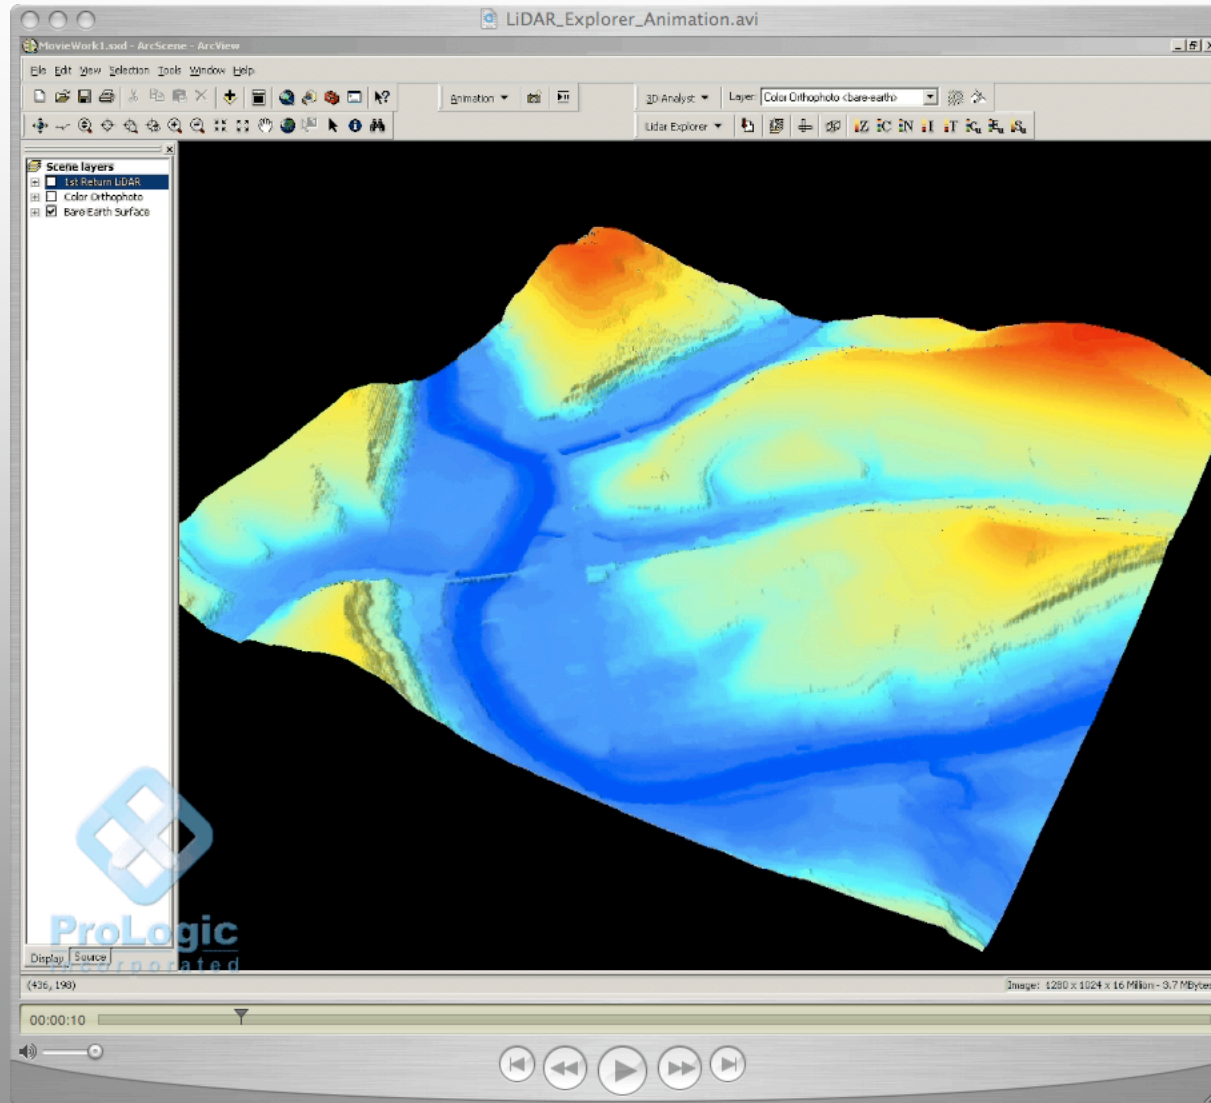 LiDAR_Explorer_Animation.avi
MovieWork1.sxd - ArcScene - ArcView
File Edit View Selection Tools Window Help
Animation
3D Analyst
Layer: Color Orthophoto <bare-earth>
Lidar Explorer
Z C N I T C
Scene layers
1st Return LiDAR
Color Orthophoto
Bare Earth Surface
ProLogic
Incorporated
Display Source
(436, 198)
Image: 1280 x 1024 x 16 Million - 3.7 MBytes
00:00:10